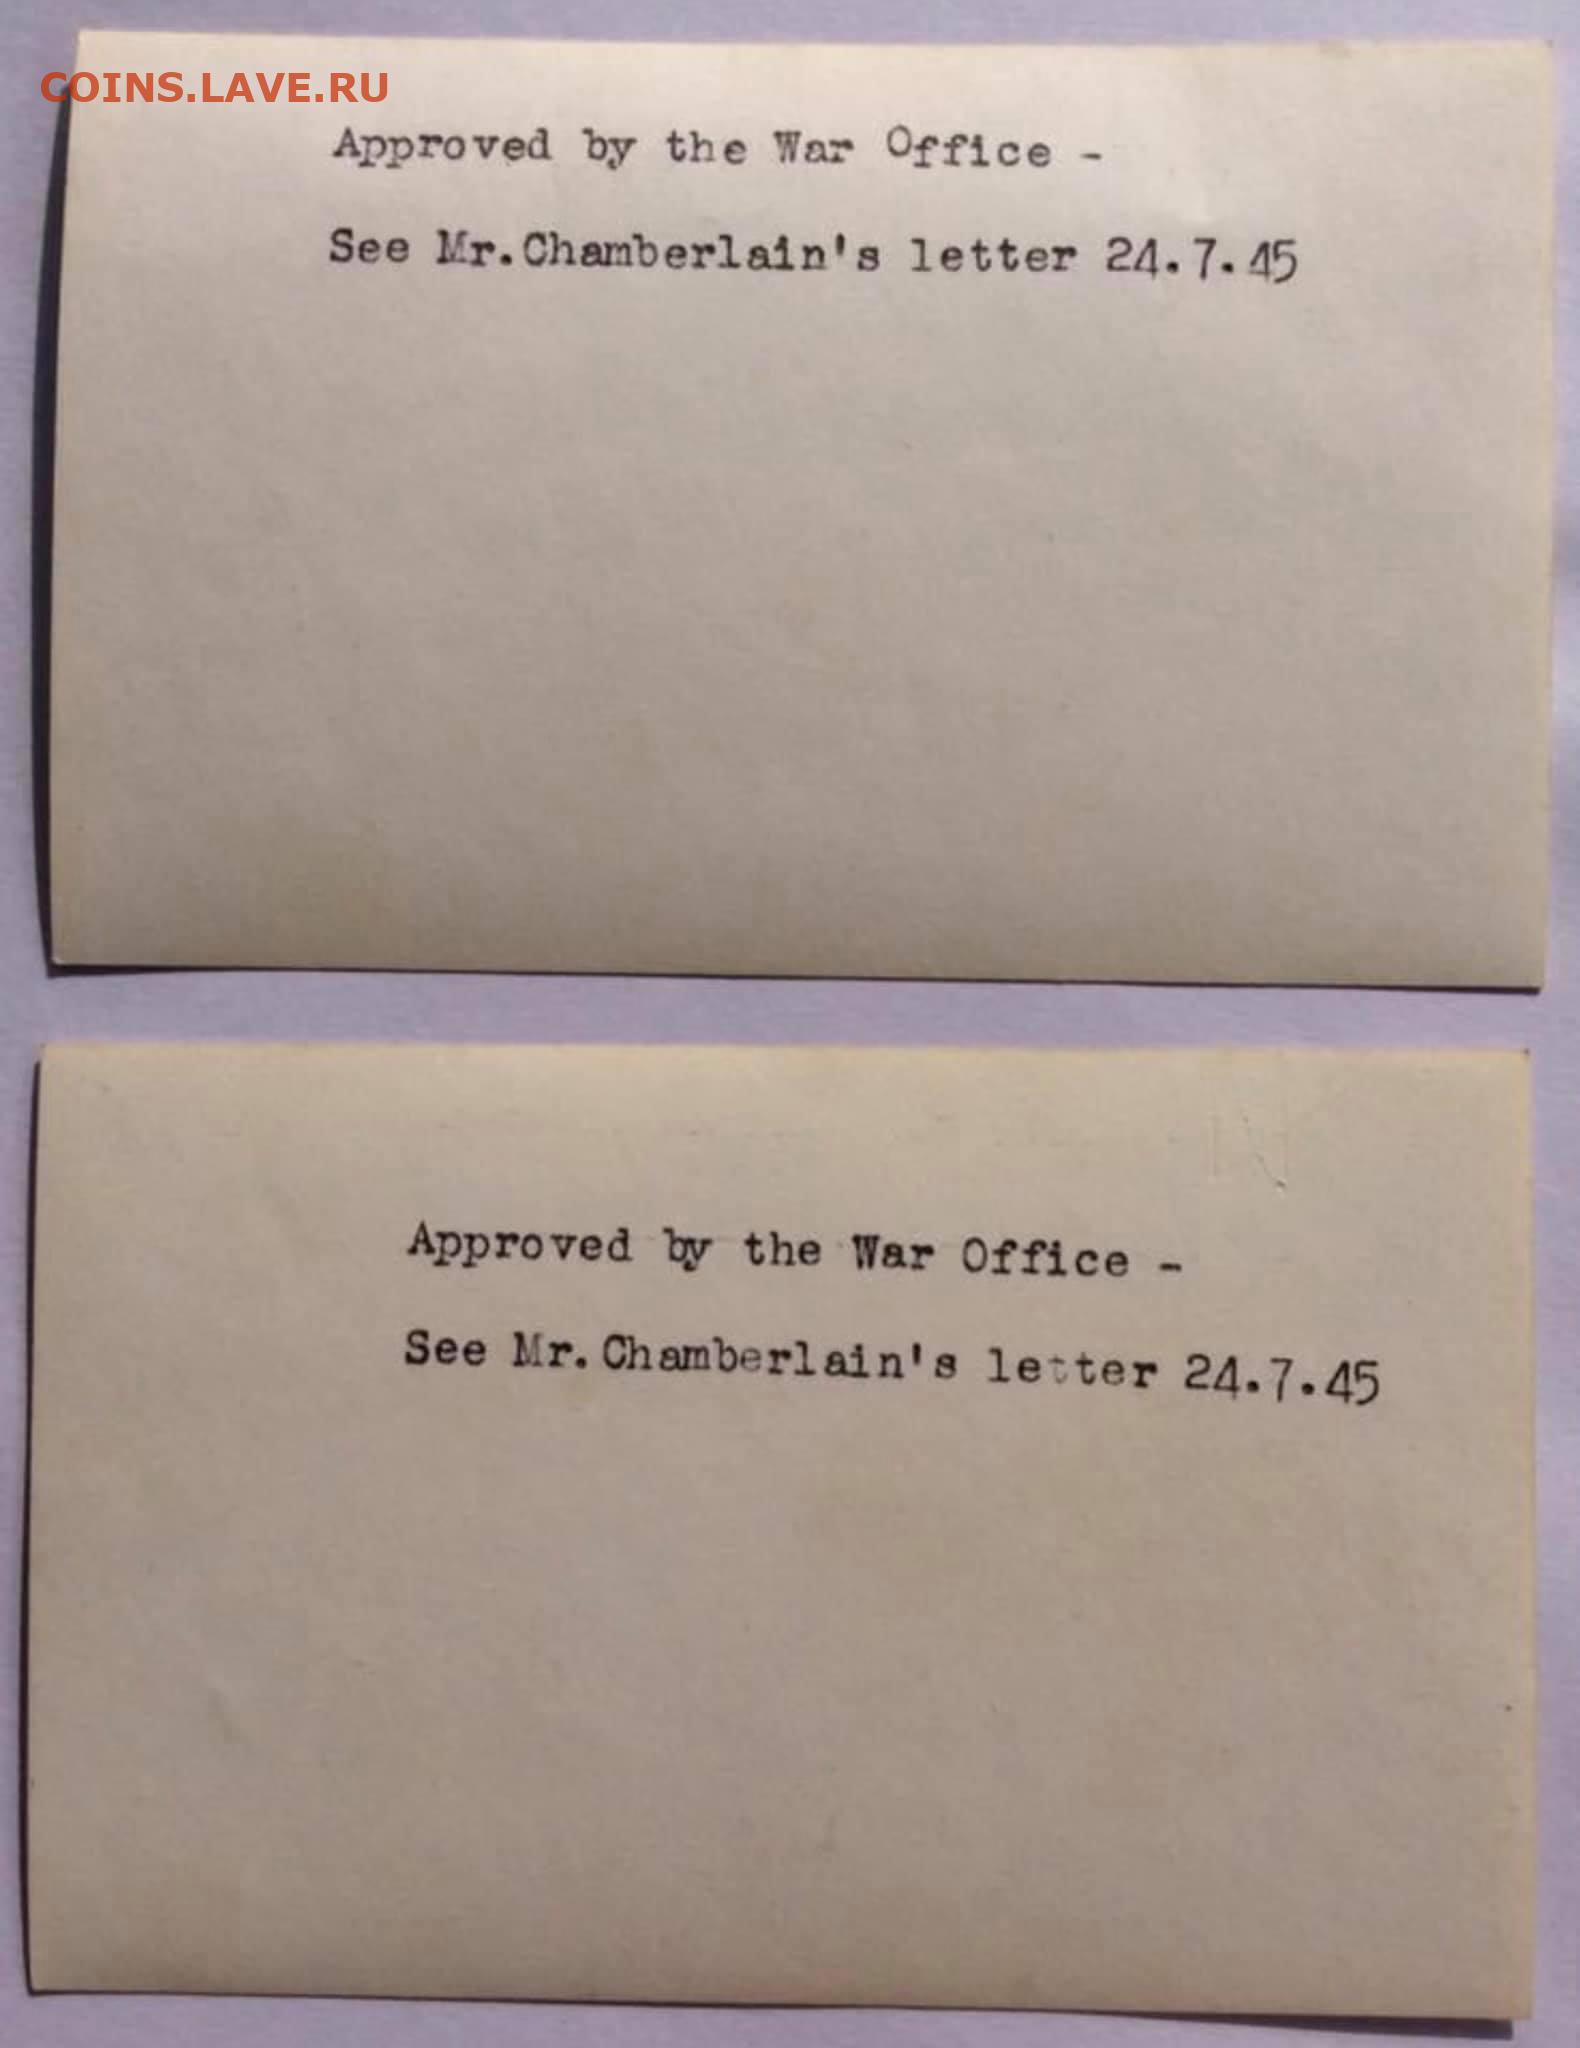 COINS.LAVE.RU
Approved by the War Office -
See Mr.Chamberlain's letter 24.7.45
Approved by the War Office -
See Mr.Chamberlain's letter 24.7.45